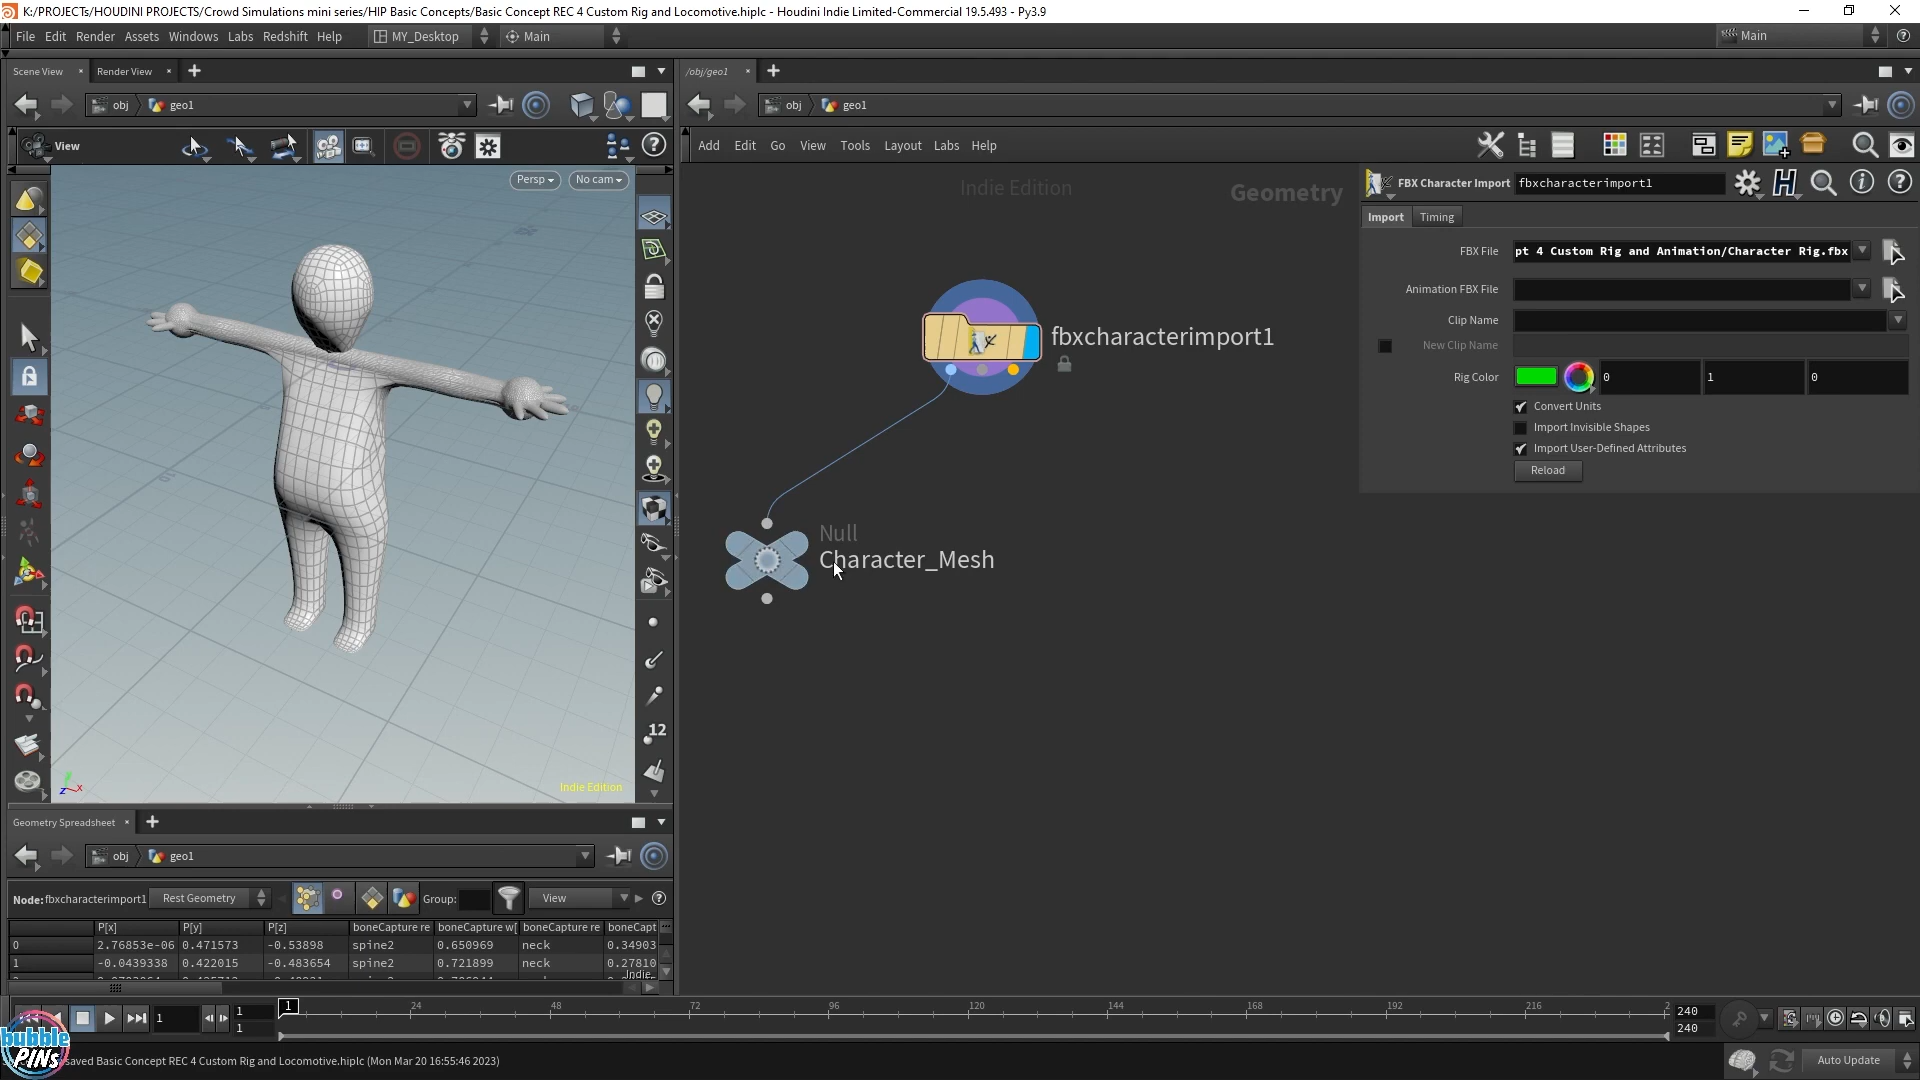 K:/PROJECTs/HOUDINI PROJECTS/Crowd Simulations mini series/HIP Basic Concepts/Basic Concept REC 4 Custom Rig and Locomotive.hiplc - Houdini Indie Limited-Commercial 19.5.493 - Py3.9
File Edit Render Assets Windows Labs Redshift Help MY_Desktop Main Main
Scene View Render View /obj/geo1
obj geo1 obj geo1
View Add Edit Go View Tools Layout Labs Help
Persp No cam Indie Edition Geometry
FBX Character Import fbxcharacterimport1
Import Timing
FBX File pt 4 Custom Rig and Animation/Character Rig.fbx
Animation FBX File
Clip Name
New Clip Name
Rig Color 0 1 0
Convert Units
Import Invisible Shapes
Import User-Defined Attributes
Reload
fbxcharacterimport1
Null
Character_Mesh
12
z x
Indie Edition
Geometry Spreadsheet
obj geo1
Node: fbxcharacterimport1 Rest Geometry Group: View
P[x] P[y] P[z] boneCapture re boneCapture w[ boneCapture re boneCapt
0 2.76853e-06 0.471573 -0.53898 spine2 0.650969 neck 0.34903
1 -0.0439338 0.422015 -0.483654 spine2 0.721899 neck 0.27810
Indie
1 24 48 72 96 120 144 168 192 216 2
1 1 240
1 240
bubble
PINs
saved Basic Concept REC 4 Custom Rig and Locomotive.hiplc (Mon Mar 20 16:55:46 2023)
Auto Update